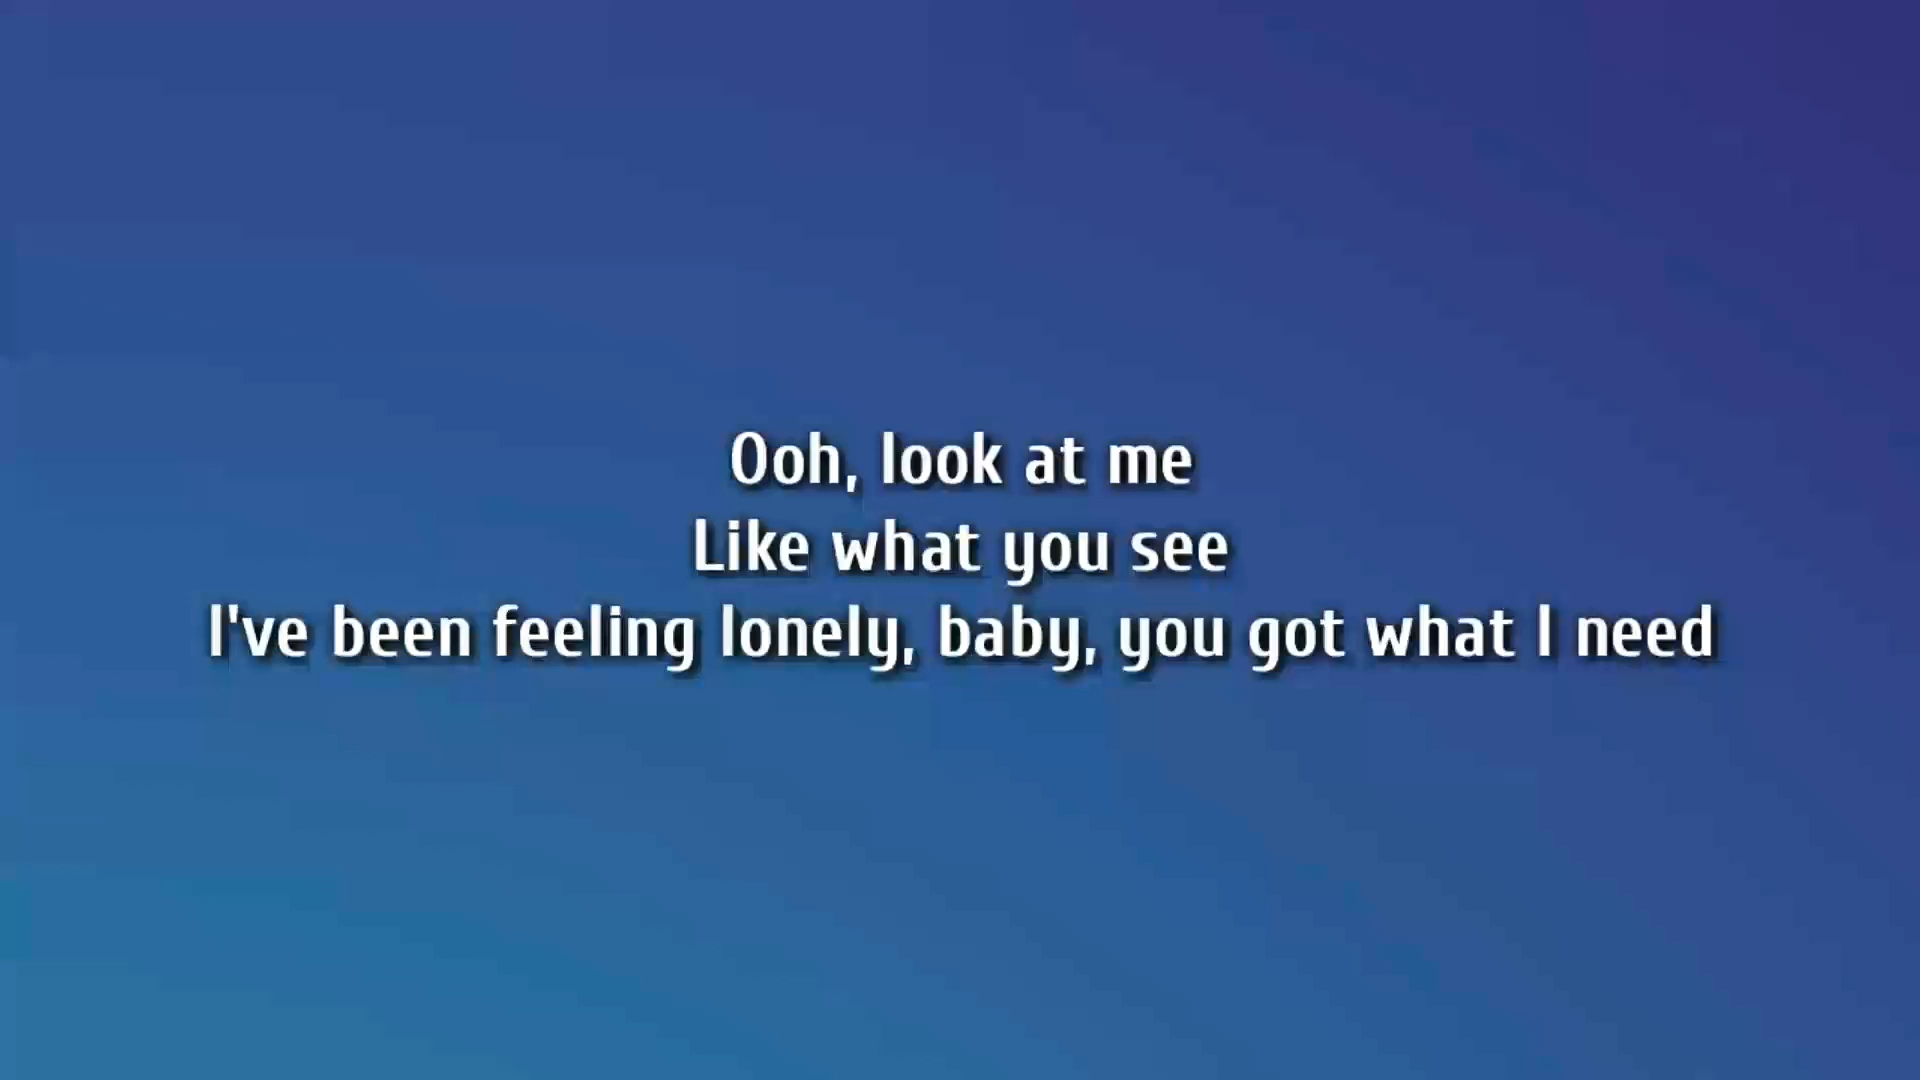 Ooh, look at me
Like what you see
I've been feeling lonely, baby, you got what I need